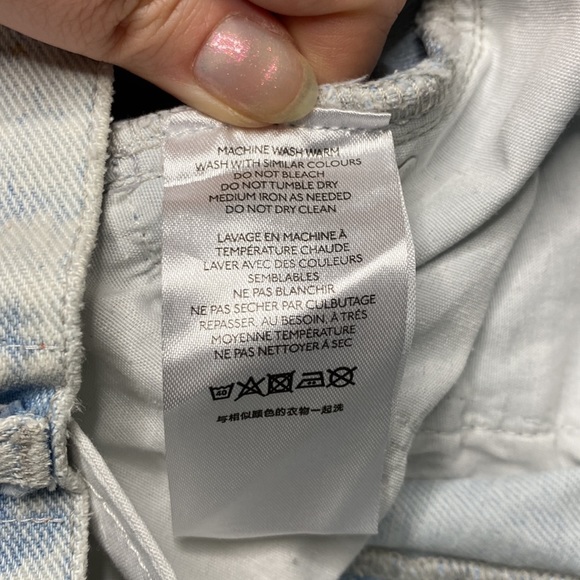 MACHINE WASH WARM
WASH WITH SIMILAR COLOURS
DO NOT BLEACH
DO NOT TUMBLE DRY
MEDIUM IRON AS NEEDED
DO NOT DRY CLEAN
LAVAGE EN MACHINE À
TEMPÉRATURE CHAUDE
LAVER AVEC DES COULEURS
SEMBLABLES
NE PAS BLANCHIR
NE PAS SECHER PAR CULBUTAGE
REPASSER, AU BESOIN, À TRÈS
MOYENNE TEMPÉRATURE
NE PAS NETTOYER À SEC
40
与相似颜色的衣物一起洗